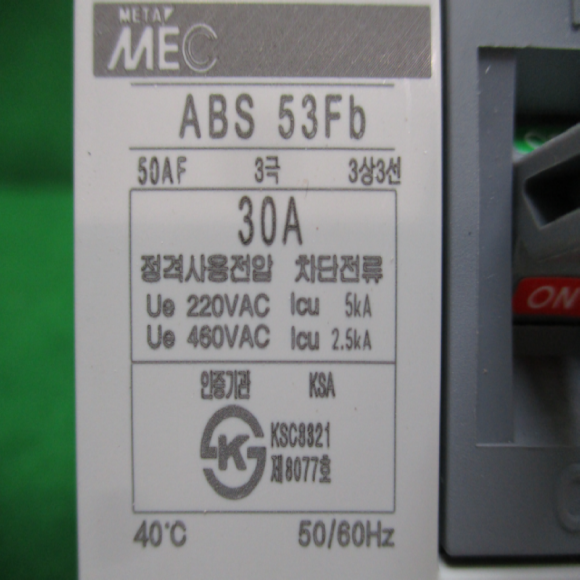 META
MEC
ABS 53Fb
50AF 3극 3상3선
30A
정격사용전압 차단전류
Ue 220VAC Icu 5kA
Ue 460VAC Icu 2.5kA
인증기관 KSA
KSC8321
제8077호
40℃ 50/60Hz
ON